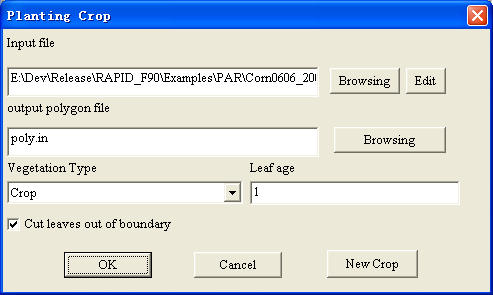 Planting Crop
Input file
E:\Dev\Release\RAPID_F90\Examples\PAR\Corn0606_20
Browsing
Edit
output polygon file
poly.in
Browsing
Vegetation Type
Leaf age
Crop
1
Cut leaves out of boundary
OK
Cancel
New Crop